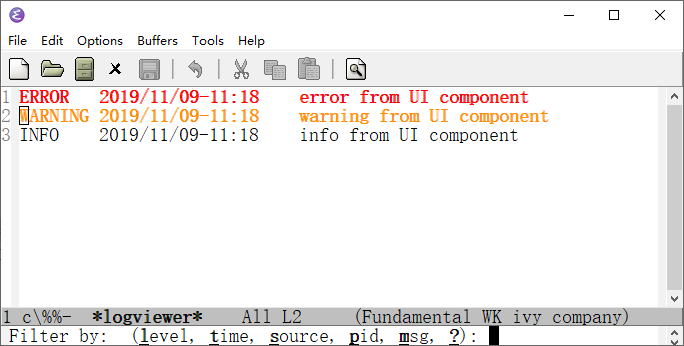 File Edit Options Buffers Tools Help
1 ERROR 2019/11/09-11:18 error from UI component
2 WARNING 2019/11/09-11:18 warning from UI component
3 INFO 2019/11/09-11:18 info from UI component
1 c\%%- *logviewer* All L2 (Fundamental WK ivy company)
Filter by: (level, time, source, pid, msg, ?):